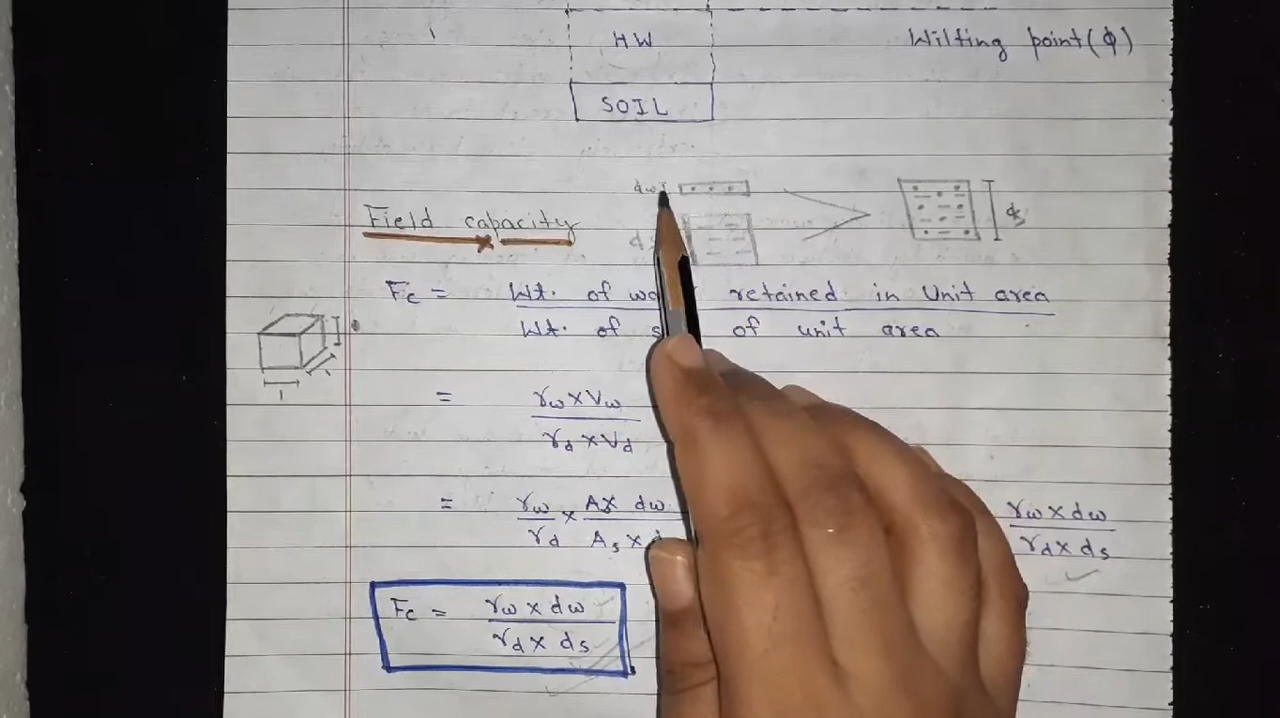 HW
Wilting point (φ)
SOIL
dw
Field capacity
ds
Fc = Wt. of retained in Unit area
Wt. of of unit area
1
= γw × Vw
γd × Vd
= γw × A× dw
γd As ×
γw × dw
γd × ds
Fc = γw × dw
γd × ds